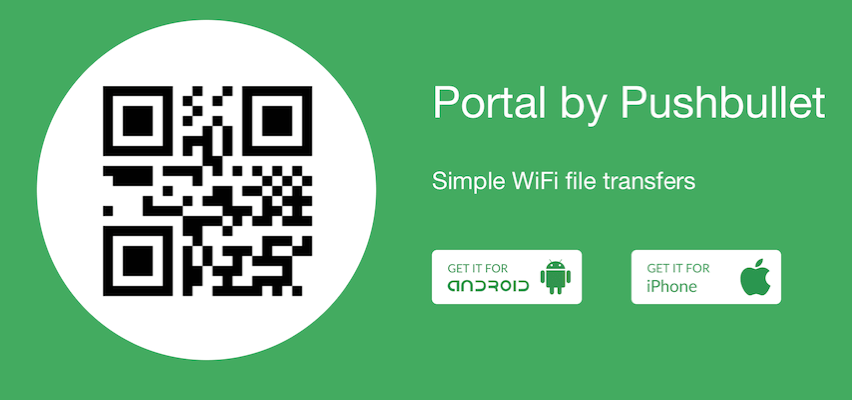 Portal by Pushbullet
Simple WiFi file transfers
GET IT FOR
ANDROID
GET IT FOR
iPhone